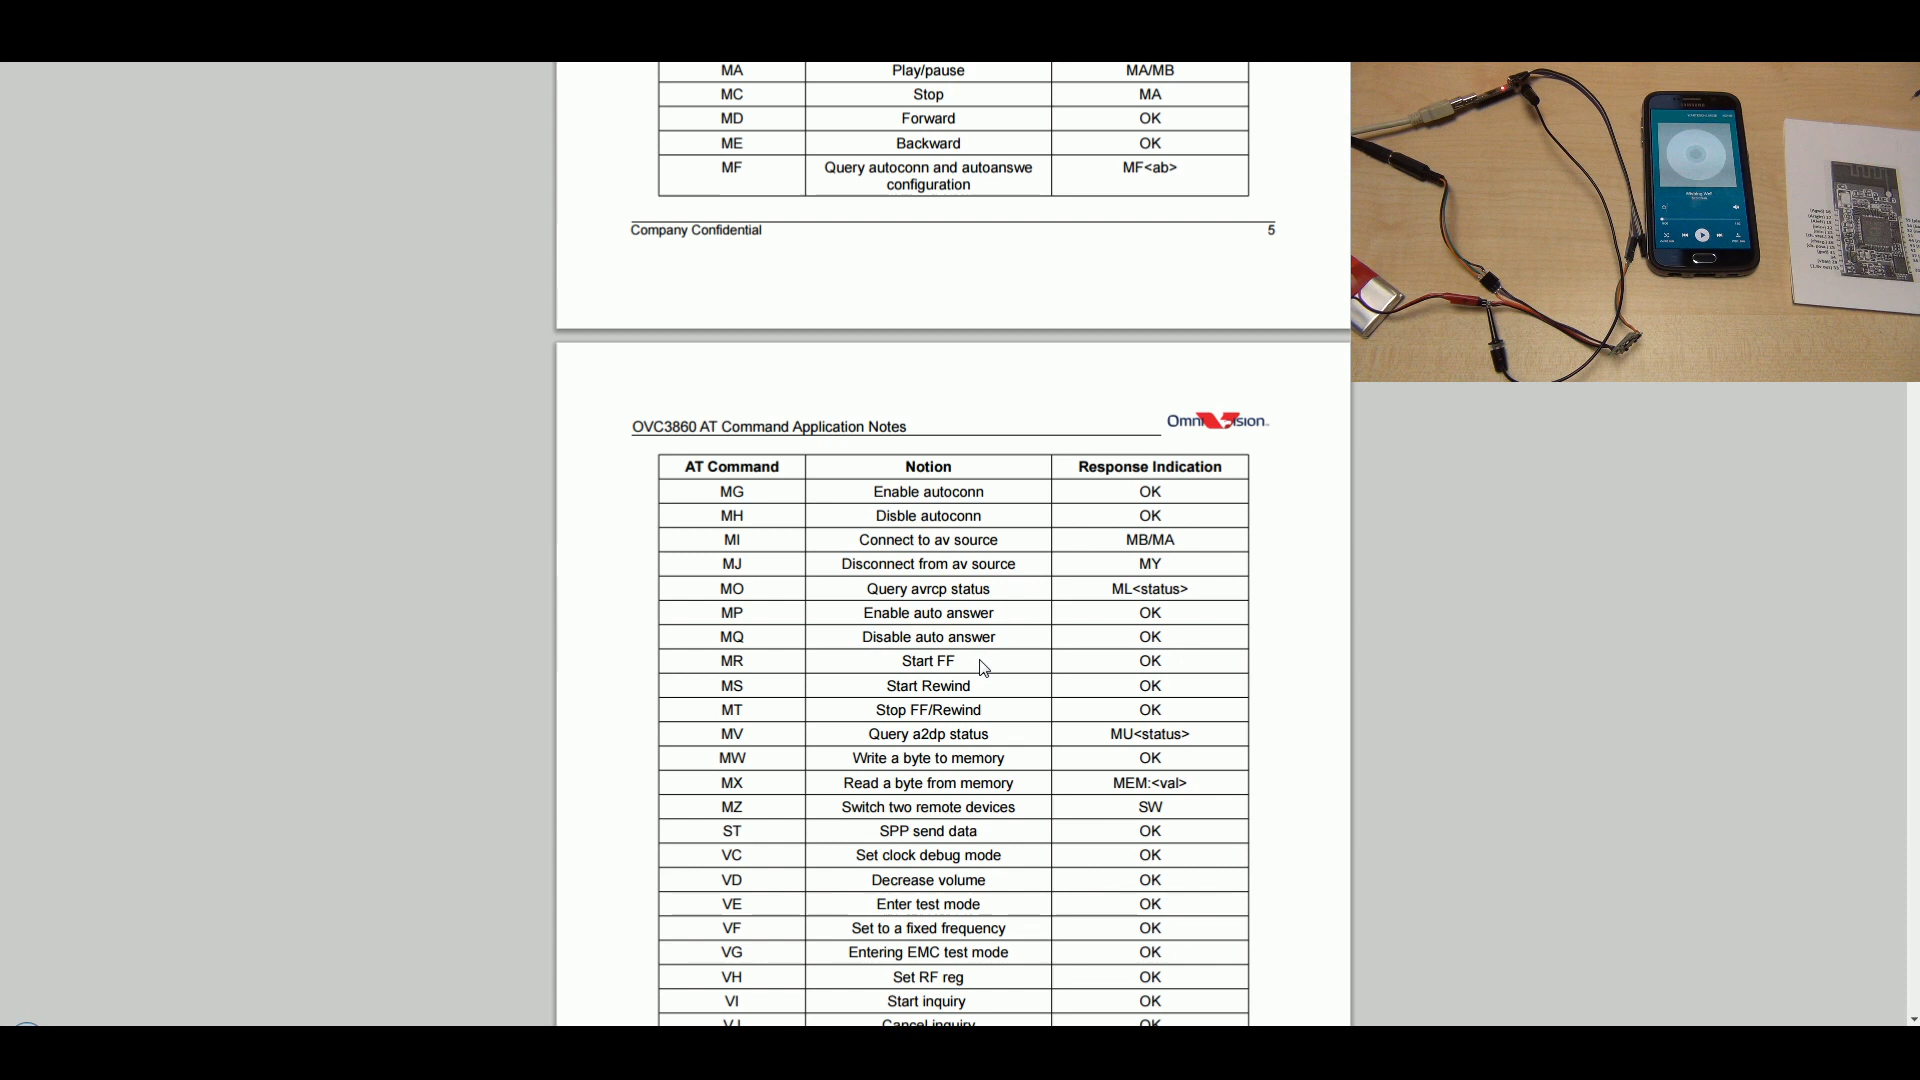 MA Play/pause MA/MB
MC Stop MA
MD Forward OK
ME Backward OK
MF Query autoconn and autoanswe configuration MF<ab>
Company Confidential 5
OVC3860 AT Command Application Notes
OmniVision
AT Command Notion Response Indication
MG Enable autoconn OK
MH Disble autoconn OK
MI Connect to av source MB/MA
MJ Disconnect from av source MY
MO Query avrcp status ML<status>
MP Enable auto answer OK
MQ Disable auto answer OK
MR Start FF OK
MS Start Rewind OK
MT Stop FF/Rewind OK
MV Query a2dp status MU<status>
MW Write a byte to memory OK
MX Read a byte from memory MEM:<val>
MZ Switch two remote devices SW
ST SPP send data OK
VC Set clock debug mode OK
VD Decrease volume OK
VE Enter test mode OK
VF Set to a fixed frequency OK
VG Entering EMC test mode OK
VH Set RF reg OK
VI Start inquiry OK
VJ Cancel inquiry OK
SAMSUNG